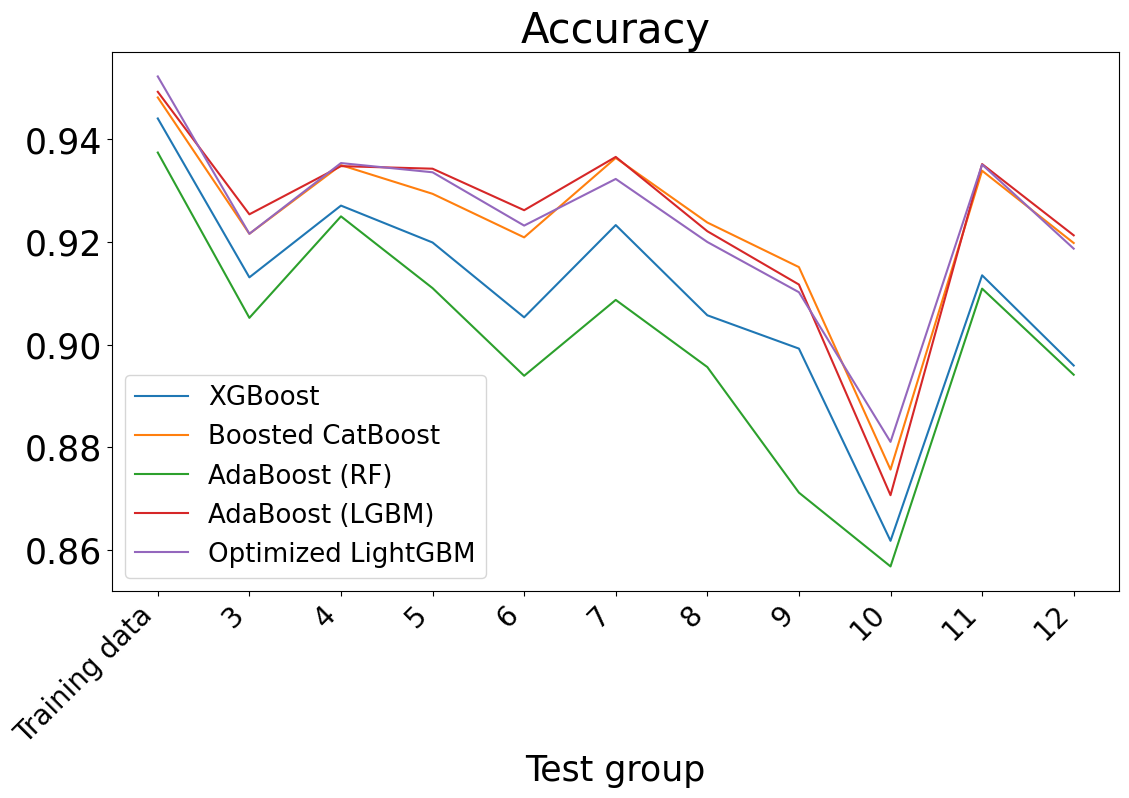 Accuracy
0.94
0.92
0.90
0.88
0.86
XGBoost
Boosted CatBoost
AdaBoost (RF)
AdaBoost (LGBM)
Optimized LightGBM
Training data
3
4
5
6
7
8
9
10
11
12
Test group